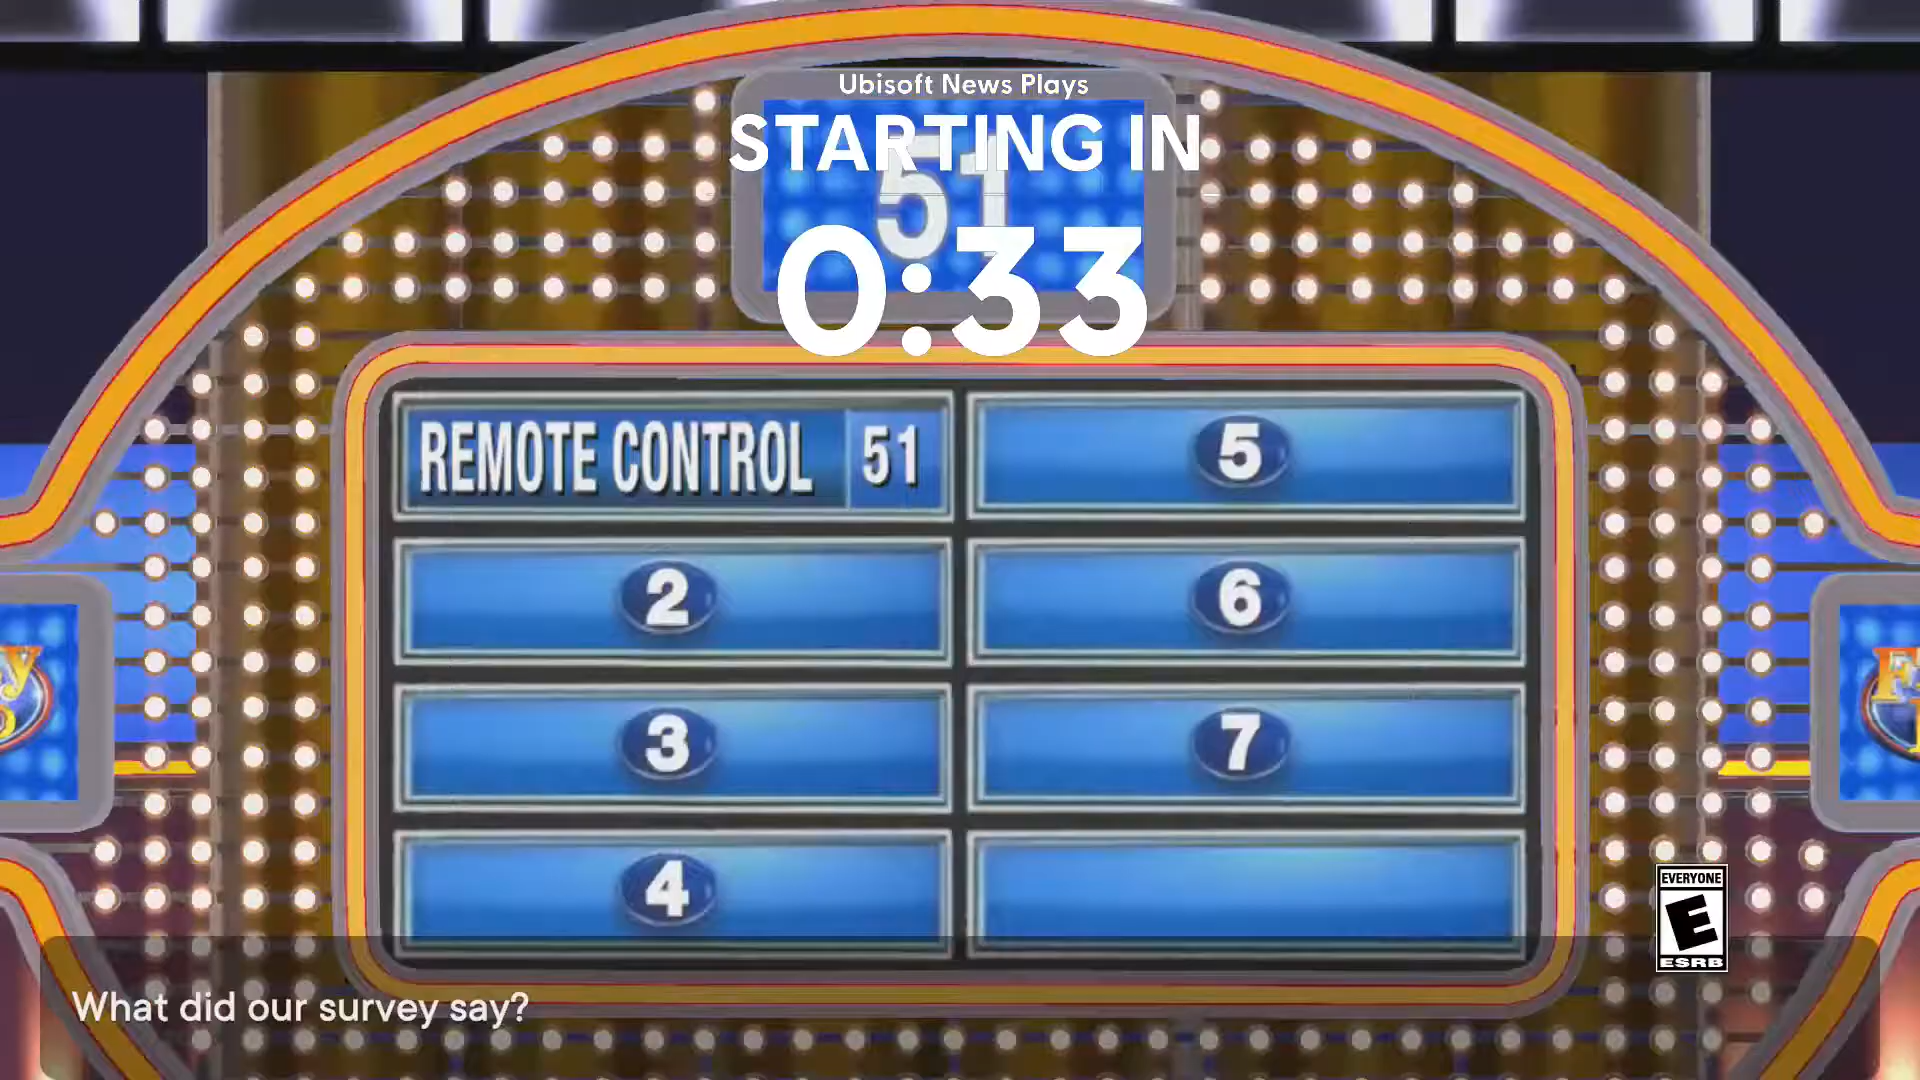 Ubisoft News Plays
STARTING IN
51
0:33
REMOTE CONTROL 51
5
2
6
3
7
4
y
EVERYONE
E
ESRB
What did our survey say?